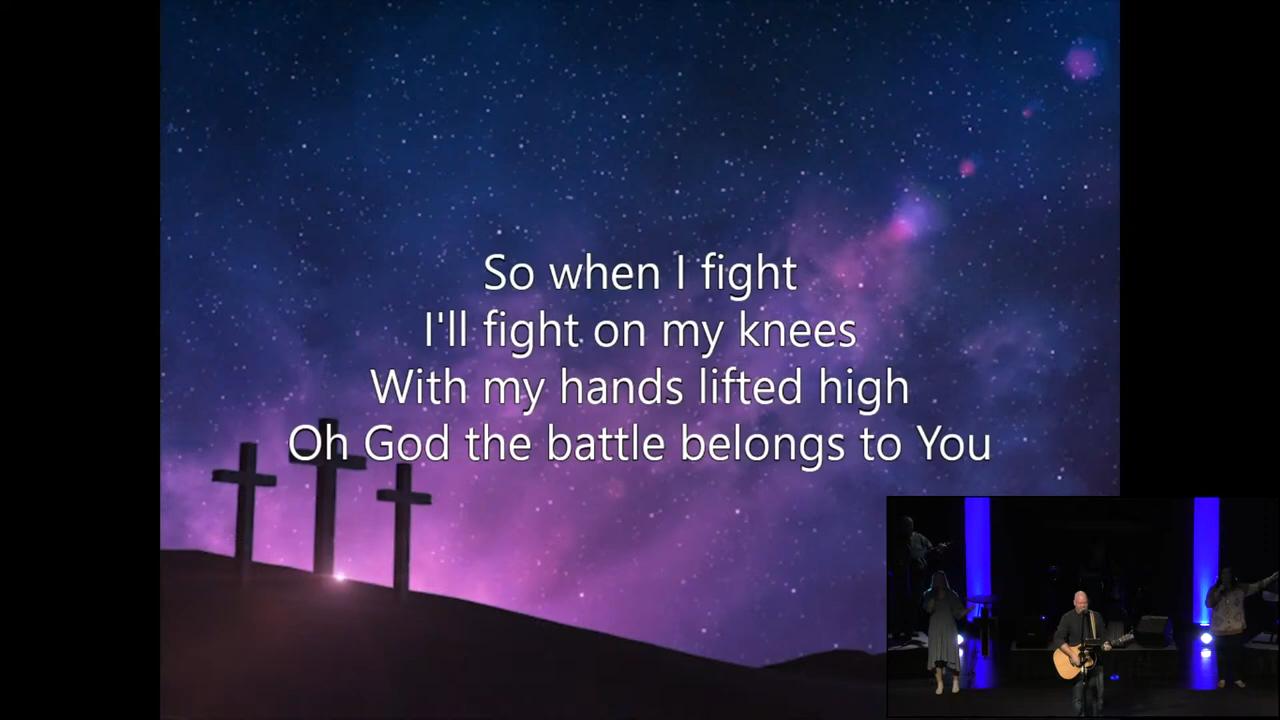 So when I fight
I'll fight on my knees
With my hands lifted high
Oh God the battle belongs to You